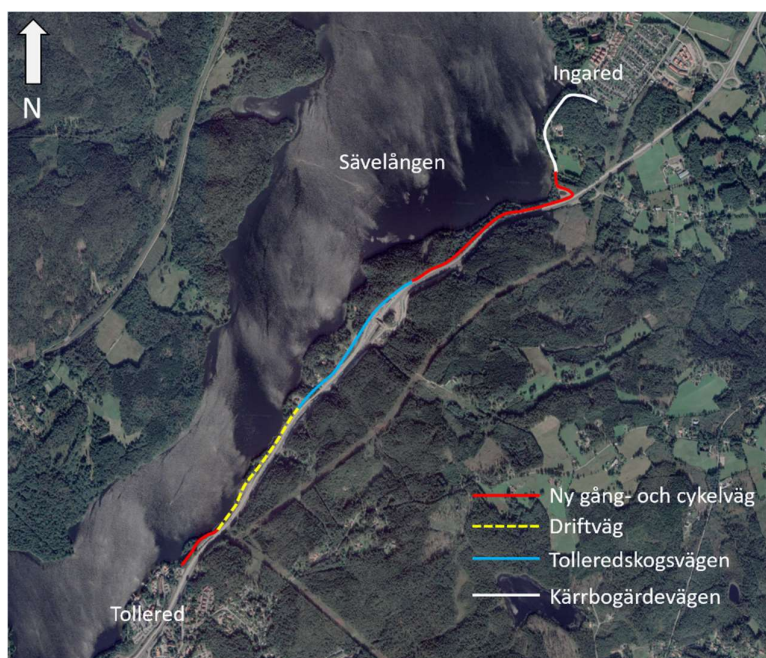 N
Ingared
Sävelången
Ny gång- och cykelväg
Driftväg
Tolleredskogsvägen
Kärrbogärdevägen
Tollered